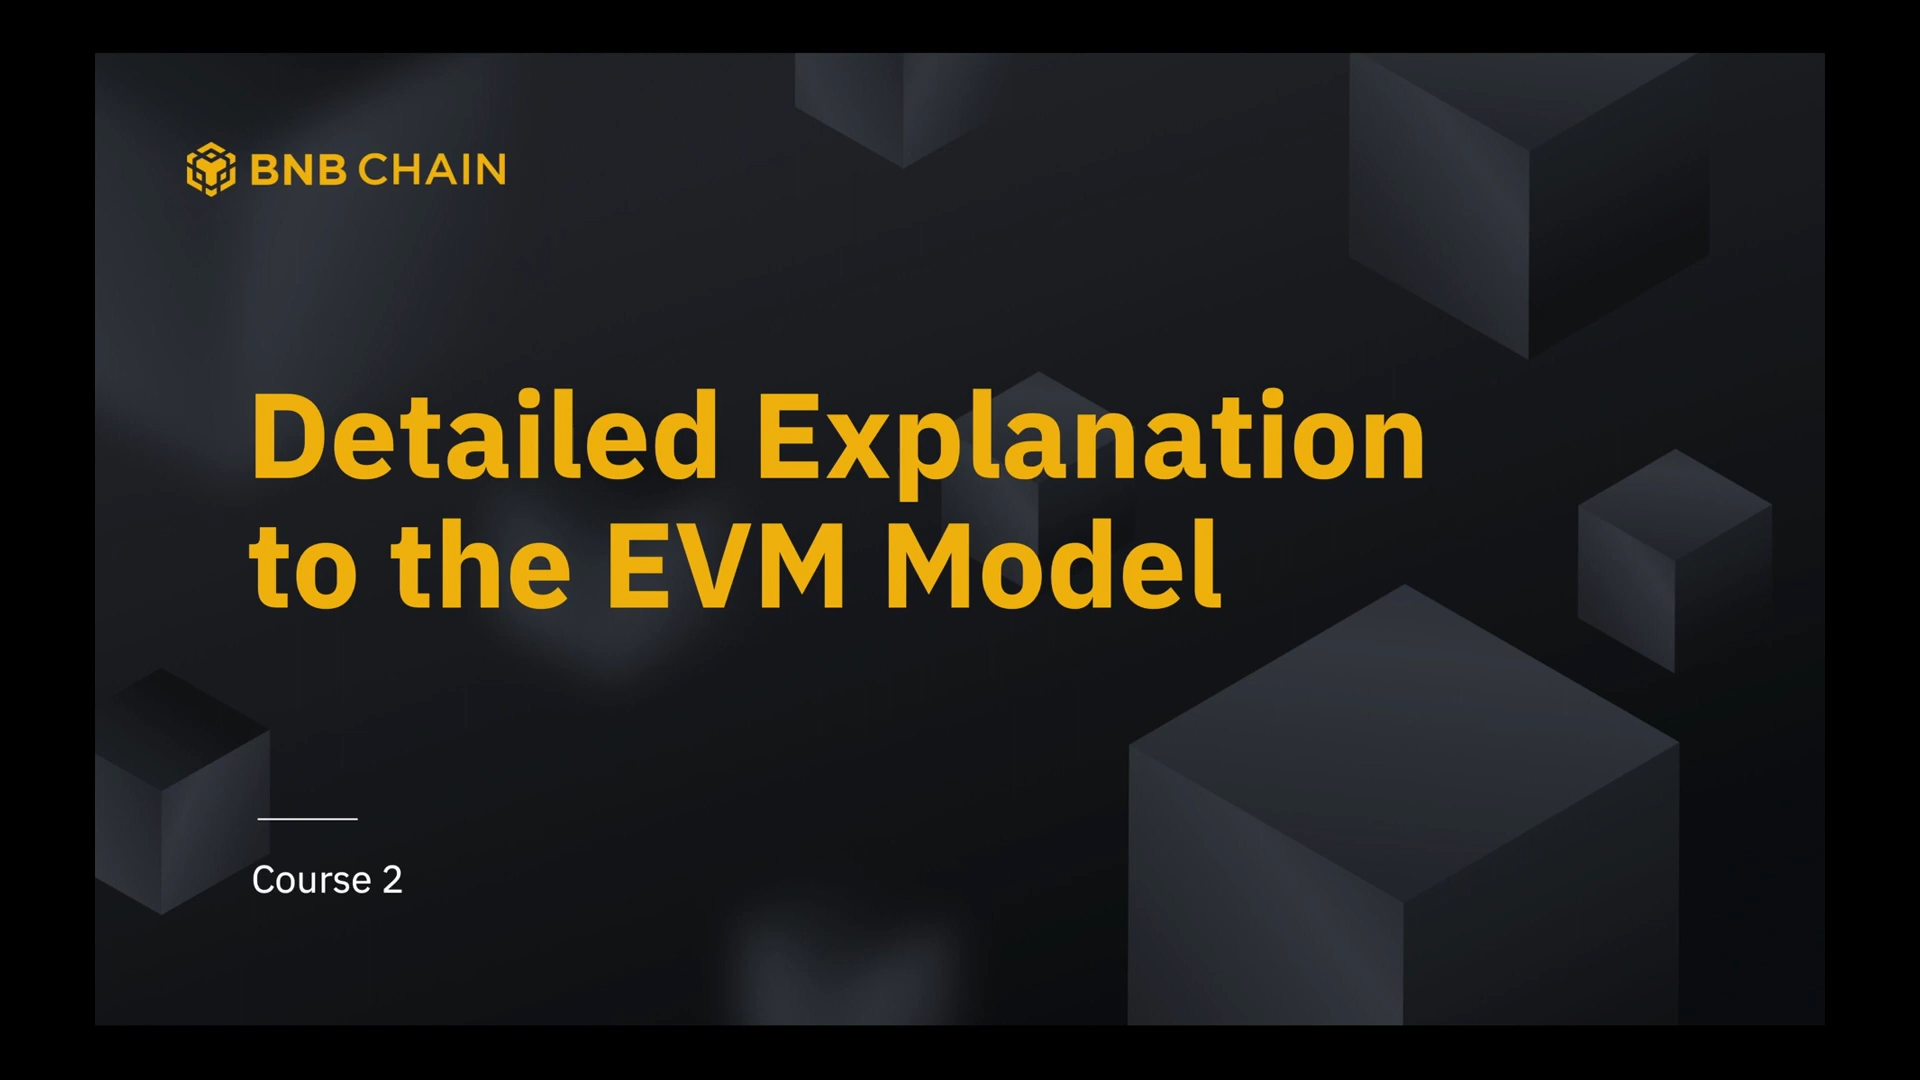 BNB CHAIN
Detailed Explanation
to the EVM Model
Course 2